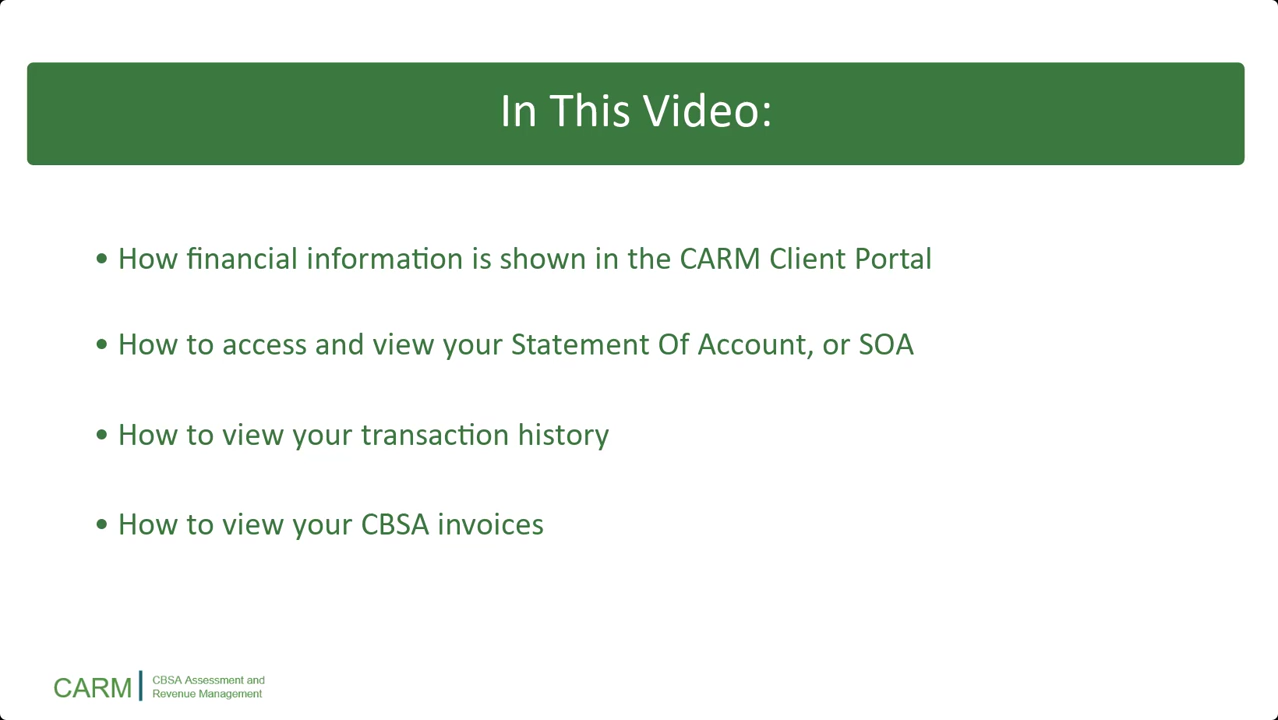 In This Video:
• How financial information is shown in the CARM Client Portal
• How to access and view your Statement Of Account, or SOA
• How to view your transaction history
• How to view your CBSA invoices
CARM
CBSA Assessment and
Revenue Management